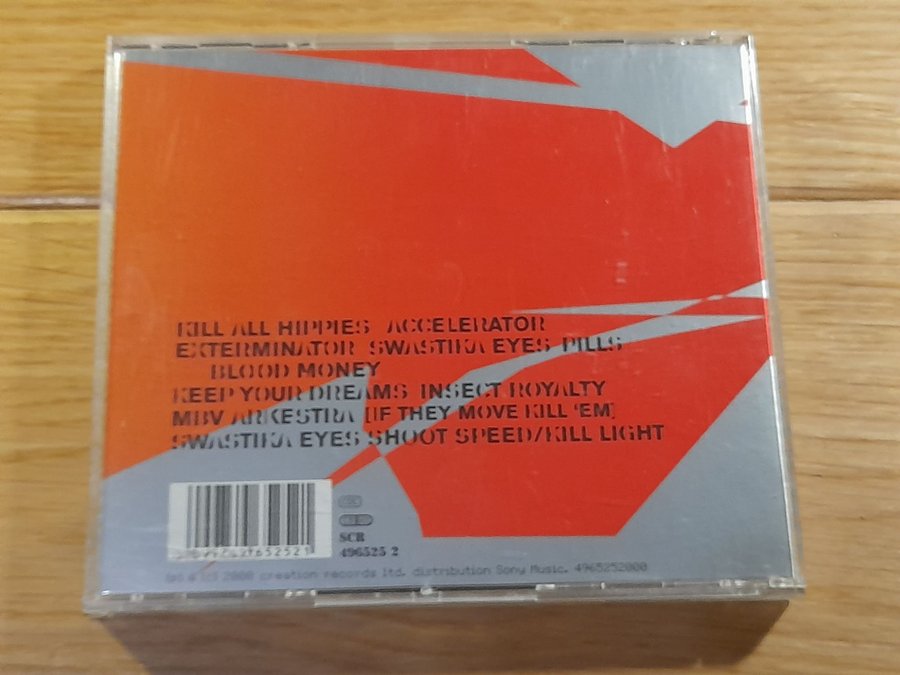 KILL ALL HIPPIES ACCELERATOR
EXTERMINATOR SWASTIKA EYES PILLS
BLOOD MONEY
KEEP YOUR DREAMS INSECT ROYALTY
MBV ARKESTRA [IF THEY MOVE KILL 'EM]
SWASTIKA EYES SHOOT SPEED/KILL LIGHT
SCR
496525 2
2000 creation records ltd. distribution Sony Music. 4965252000